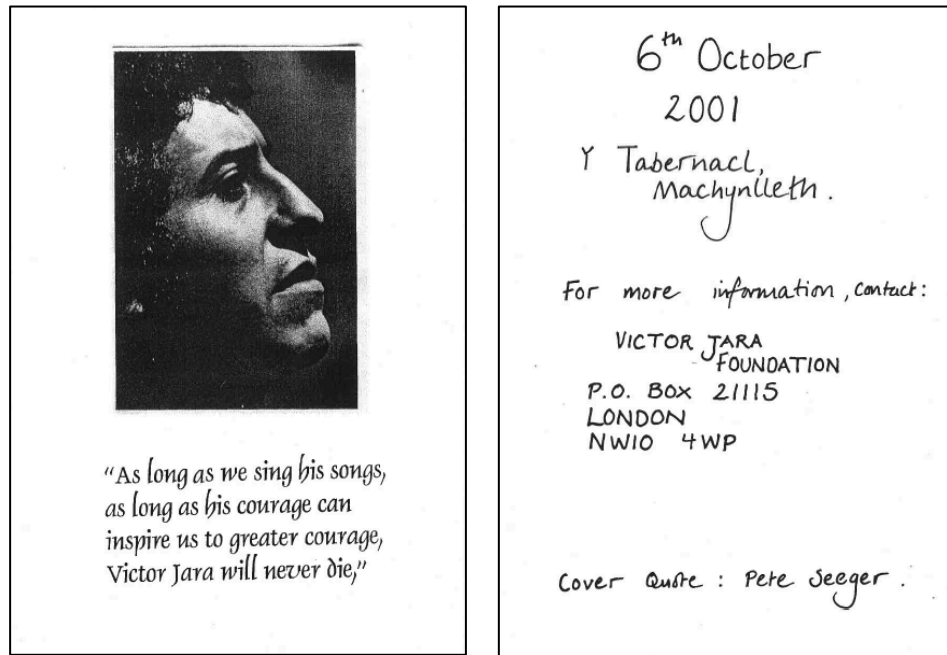 "As long as we sing his songs,
as long as his courage can
inspire us to greater courage,
Victor Jara will never die,"
6th October
2001
Y Tabernacl,
Machynlleth.
For more information, contact:
VICTOR JARA
FOUNDATION
P.O. BOX 21115
LONDON
NW10 4WP
Cover Quote : Pete Seeger.